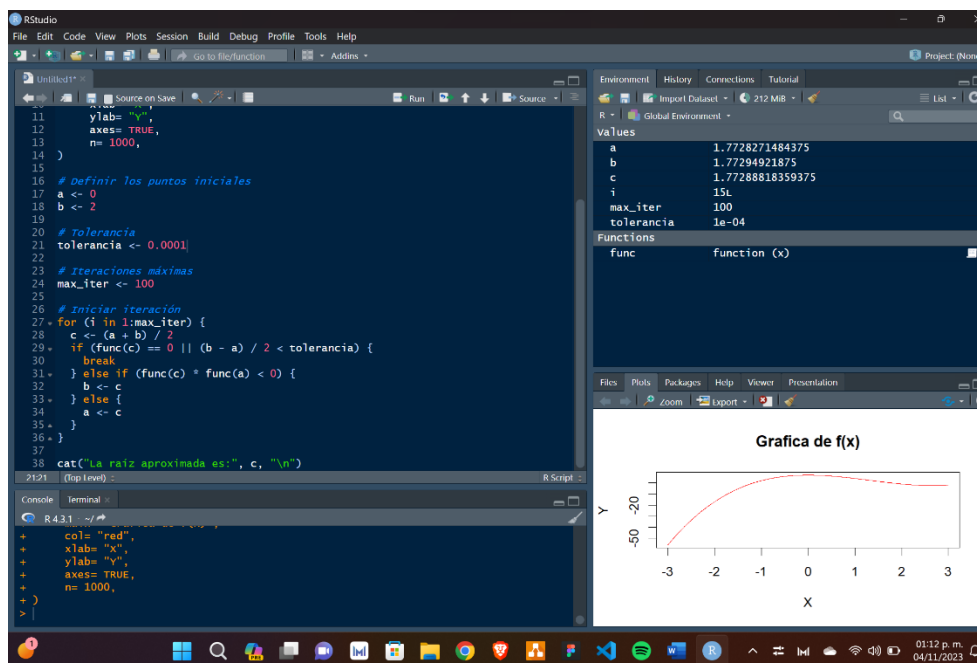 RStudio
File Edit Code View Plots Session Build Debug Profile Tools Help
Go to file/function Addins Project: (None
Untitled1*
Source on Save Run Source
11 ylab= "Y",
12 axes= TRUE,
13 n= 1000,
14 )
15
16 # Definir los puntos iniciales
17 a <- 0
18 b <- 2
19
20 # Tolerancia
21 tolerancia <- 0.0001
22
23 # Iteraciones máximas
24 max_iter <- 100
25
26 # Iniciar iteración
27 for (i in 1:max_iter) {
28 c <- (a + b) / 2
29 if (func(c) == 0 || (b - a) / 2 < tolerancia) {
30 break
31 } else if (func(c) * func(a) < 0) {
32 b <- c
33 } else {
34 a <- c
35 }
36 }
37
38 cat("La raiz aproximada es:", c, "\n")
21:21 (Top Level) R Script
Console Terminal
R 4.3.1 · ~/
+ col= "red",
+ xlab= "X",
+ ylab= "Y",
+ axes= TRUE,
+ n= 1000,
+ )
>
Environment History Connections Tutorial
Import Dataset 212 MiB List
R Global Environment
Values
a 1.7728271484375
b 1.77294921875
c 1.77288818359375
i 15L
max_iter 100
tolerancia 1e-04
Functions
func function (x)
Files Plots Packages Help Viewer Presentation
Zoom Export
Grafica de f(x)
Y
-20
-50
-3 -2 -1 0 1 2 3
X
01:12 p. m.
04/11/2023